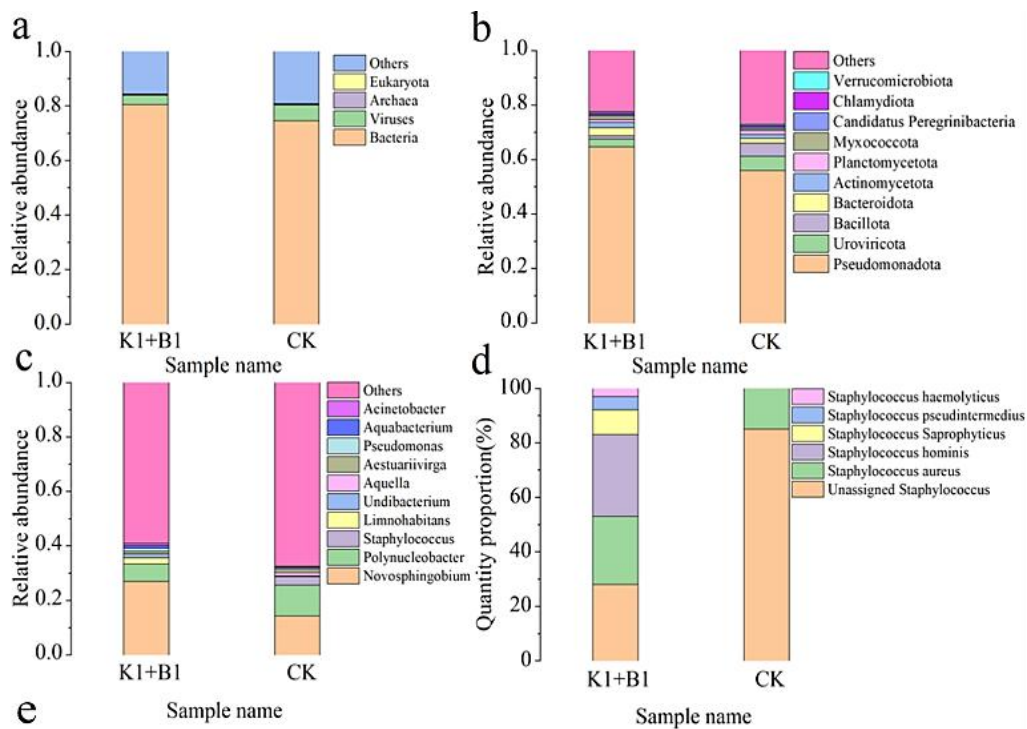 a
Relative abundance
1.0
0.8
0.6
0.4
0.2
0.0
K1+B1
CK
Sample name
Others
Eukaryota
Archaea
Viruses
Bacteria
b
Relative abundance
1.0
0.8
0.6
0.4
0.2
0.0
K1+B1
CK
Sample name
Others
Verrucomicrobiota
Chlamydiota
Candidatus Peregrinibacteria
Myxococcota
Planctomycetota
Actinomycetota
Bacteroidota
Bacillota
Uroviricota
Pseudomonadota
c
Relative abundance
1.0
0.8
0.6
0.4
0.2
0.0
K1+B1
CK
Sample name
Others
Acinetobacter
Aquabacterium
Pseudomonas
Aestuariivirga
Aquella
Undibacterium
Limnohabitans
Staphylococcus
Polynucleobacter
Novosphingobium
d
Quantity proportion(%)
100
80
60
40
20
0
K1+B1
CK
Sample name
Staphylococcus haemolyticus
Staphylococcus pscudintermedius
Staphylococcus Saprophyticus
Staphylococcus hominis
Staphylococcus aureus
Unassigned Staphylococcus
e